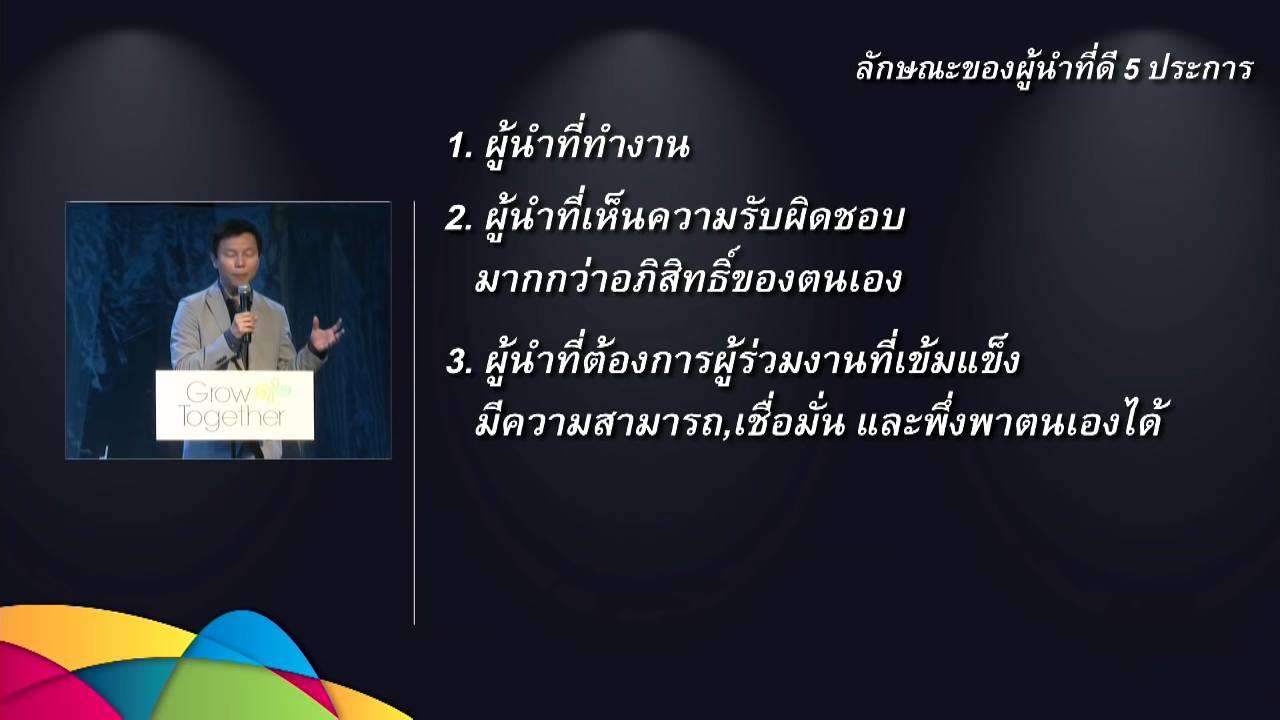 ลักษณะของผู้นำที่ดี 5 ประการ
1. ผู้นำที่ทำงาน
2. ผู้นำที่เห็นความรับผิดชอบ
มากกว่าอภิสิทธิ์ของตนเอง
3. ผู้นำที่ต้องการผู้ร่วมงานที่เข้มแข็ง
มีความสามารถ,เชื่อมั่น และพึ่งพาตนเองได้
Grow
Together